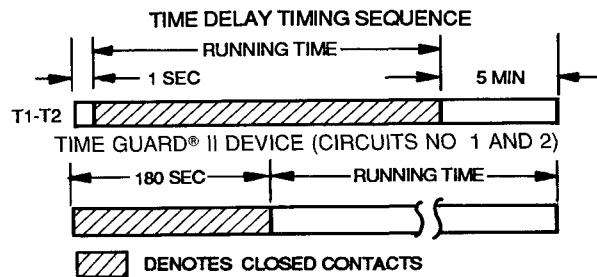 TIME DELAY TIMING SEQUENCE
RUNNING TIME
1 SEC
5 MIN
T1-T2
TIME GUARD® II DEVICE (CIRCUITS NO 1 AND 2)
180 SEC
RUNNING TIME
DENOTES CLOSED CONTACTS